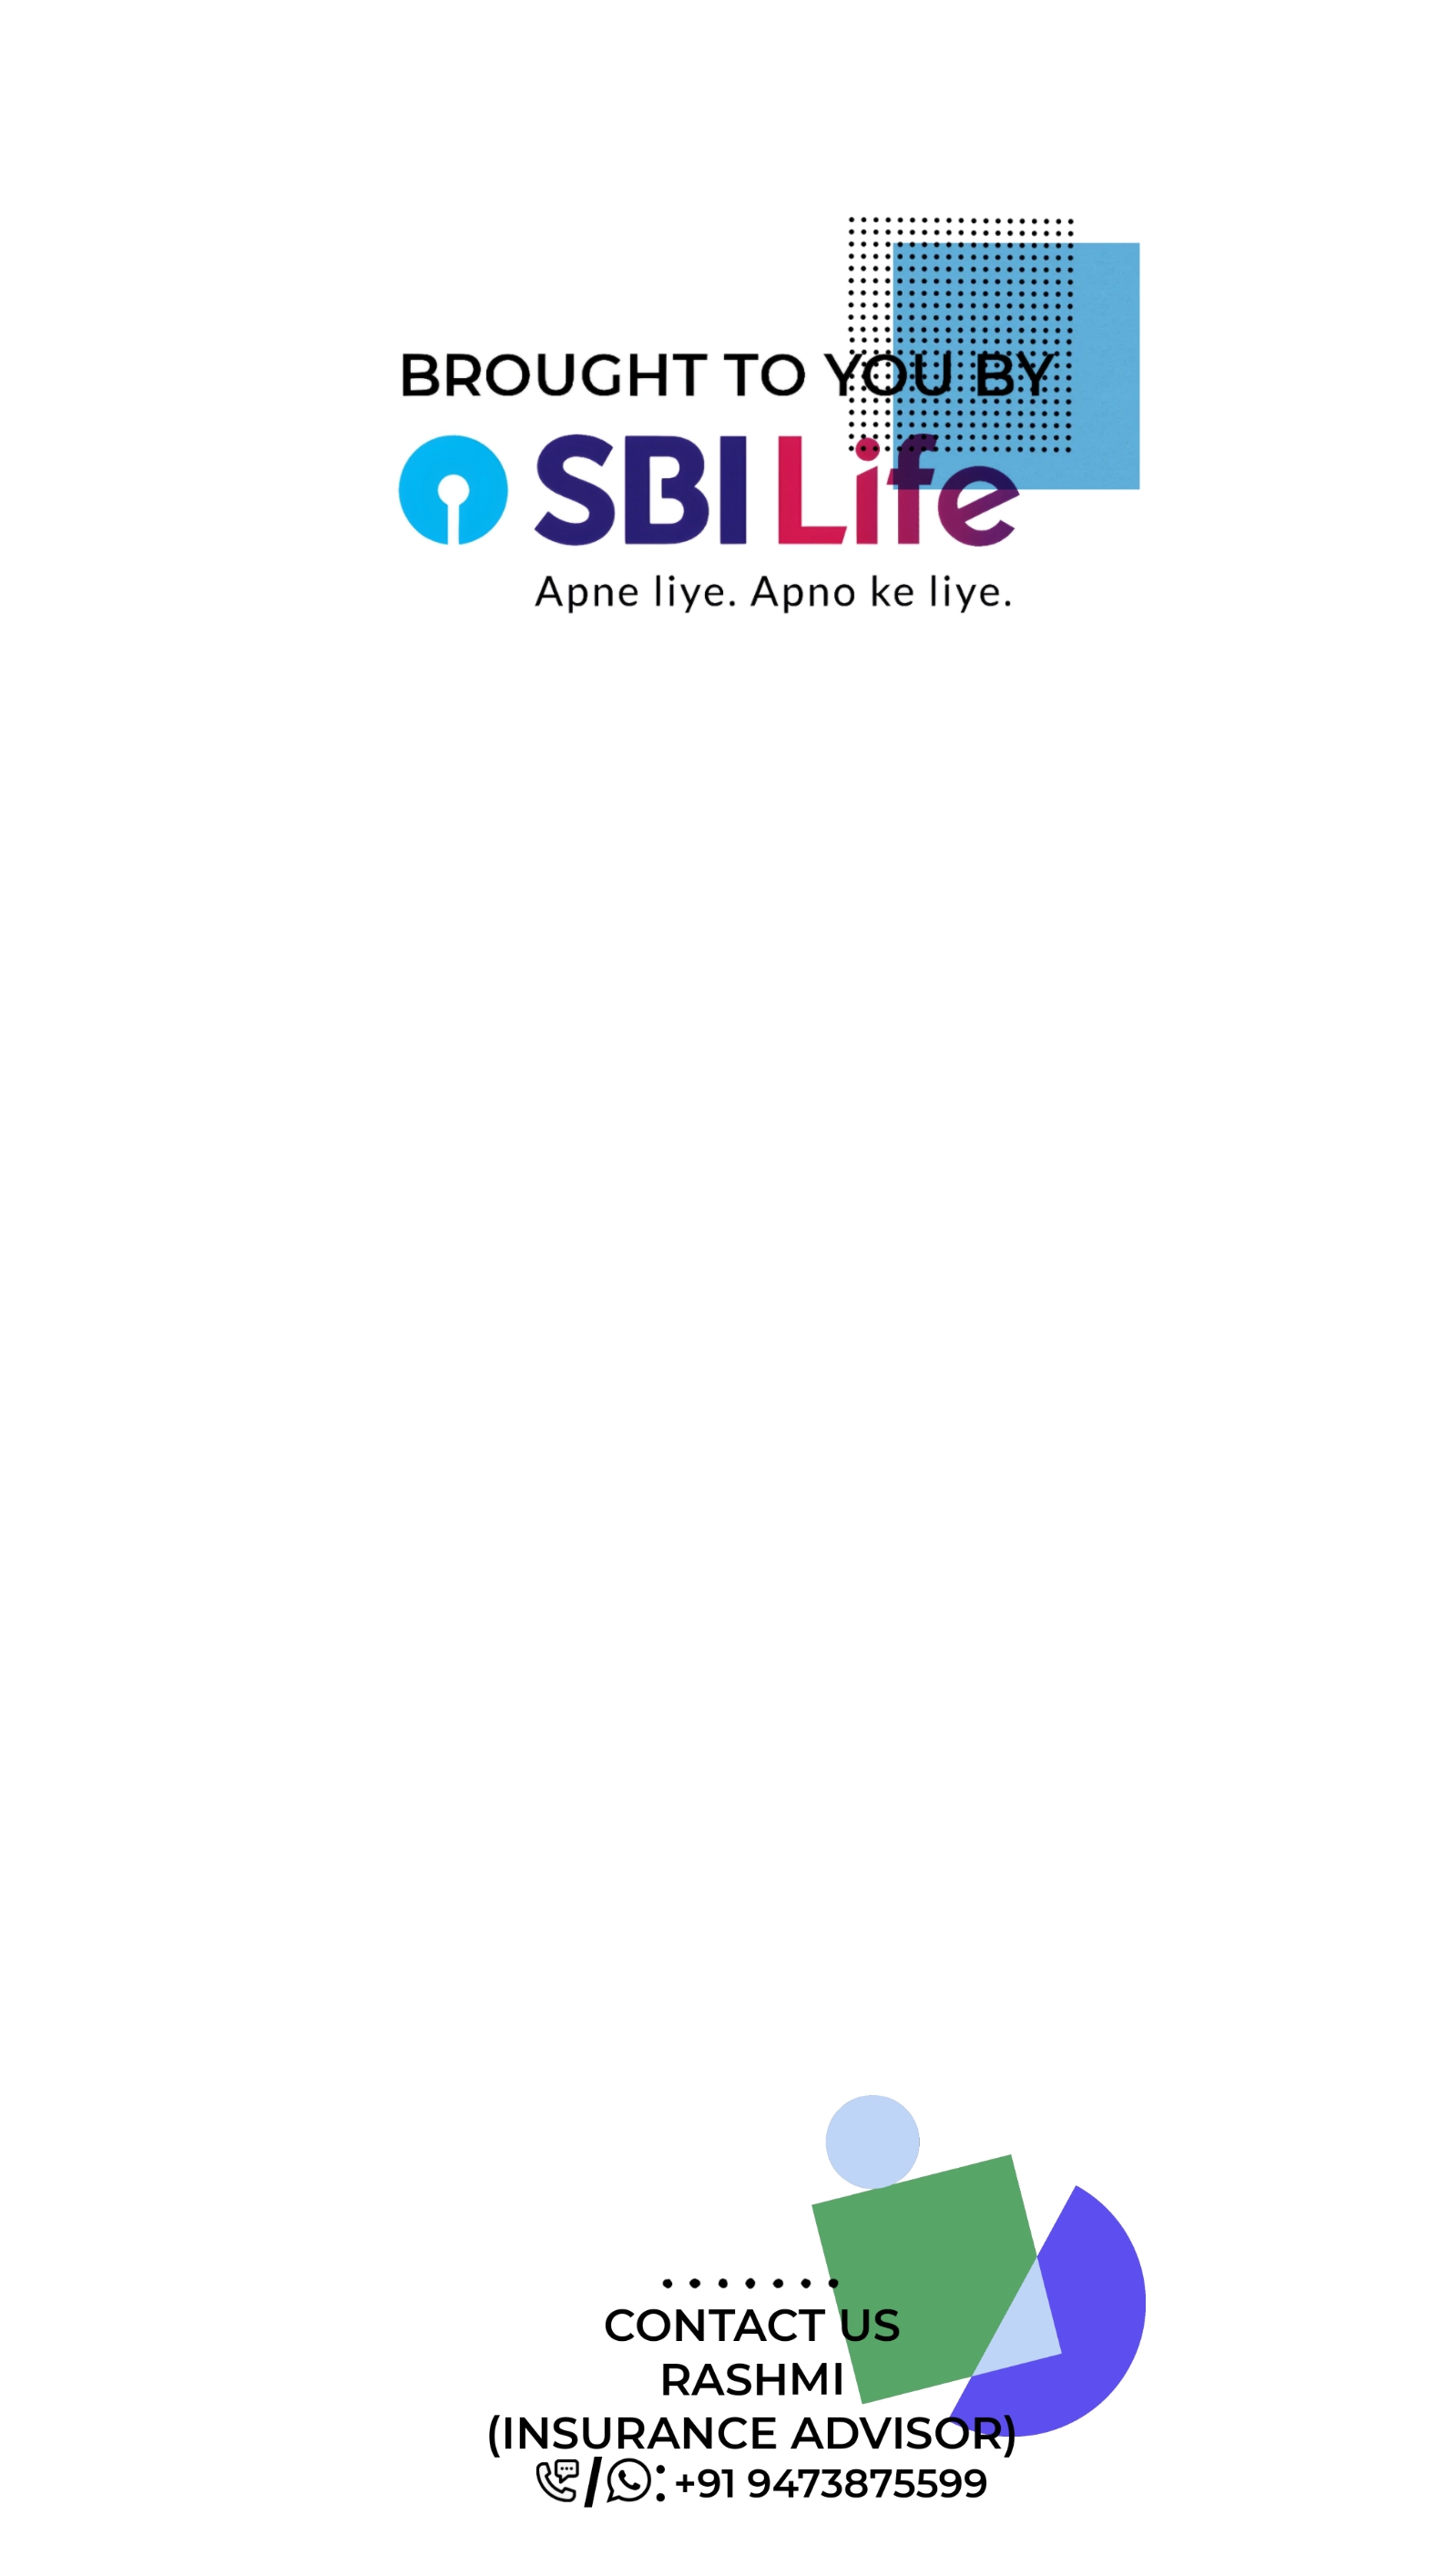 BROUGHT TO YOU BY
SBI Life
Apne liye. Apno ke liye.
CONTACT US
RASHMI
(INSURANCE ADVISOR)
/ : +91 9473875599